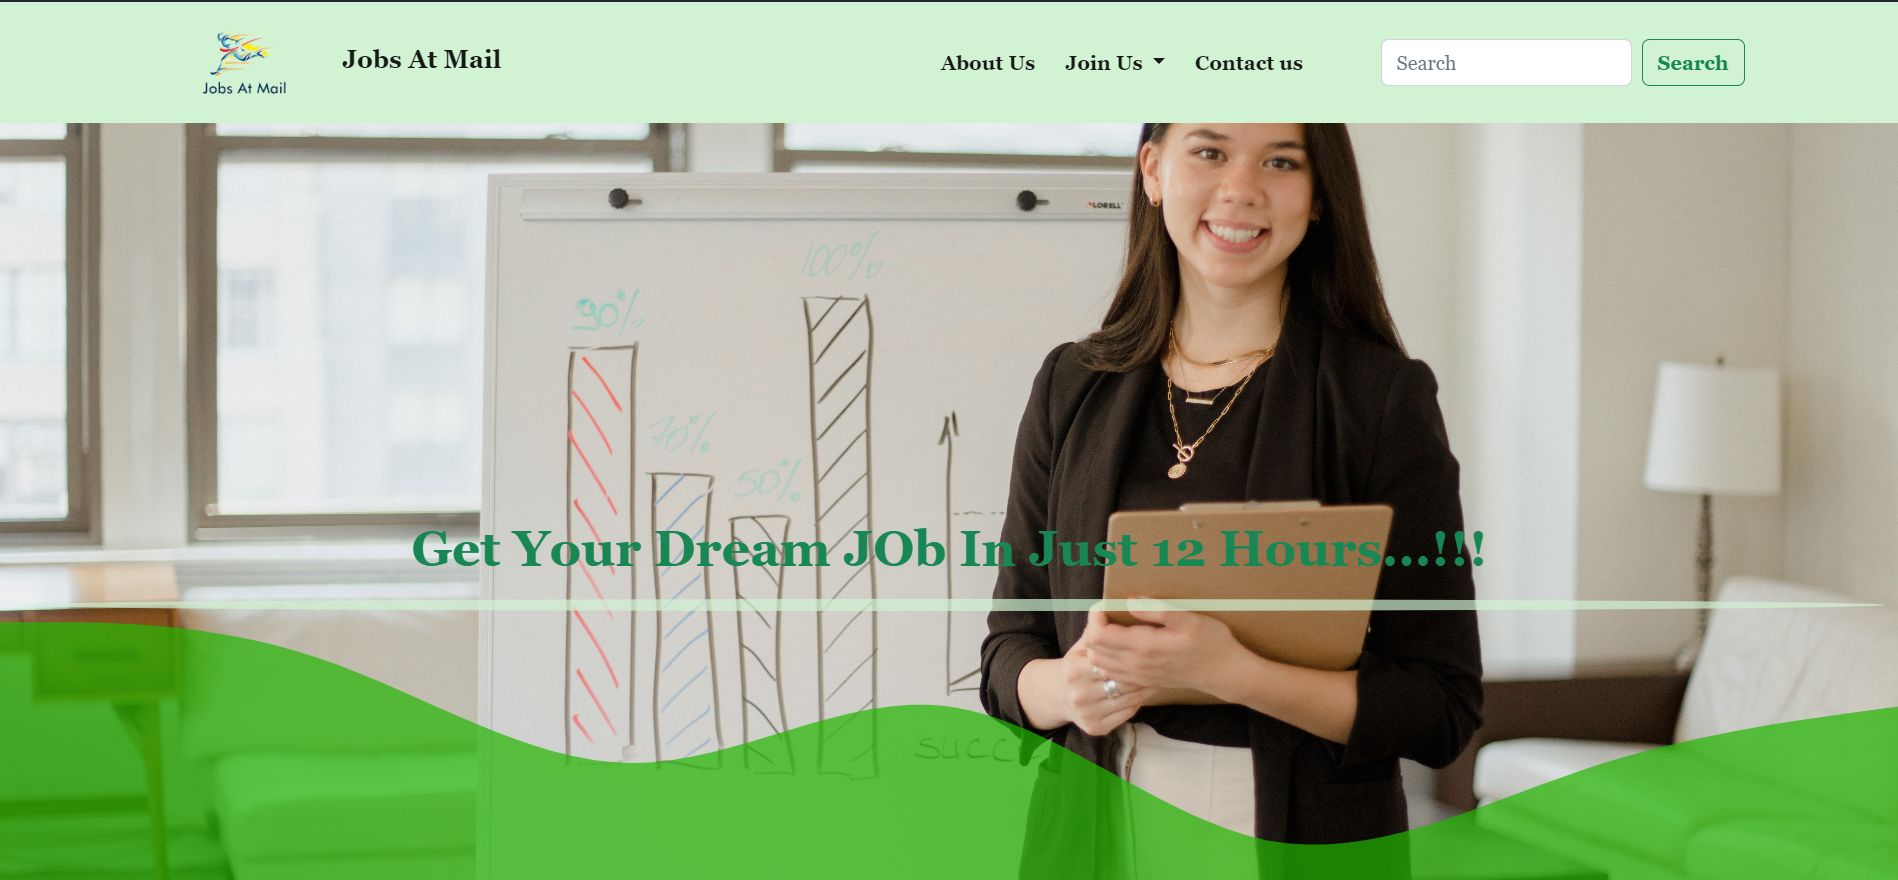 Jobs At Mail
Jobs At Mail
About Us
Join Us
Contact us
Search
Search
LORELL
100%
90%
70%
50%
Get Your Dream JOb In Just 12 Hours...!!!
SUCCE